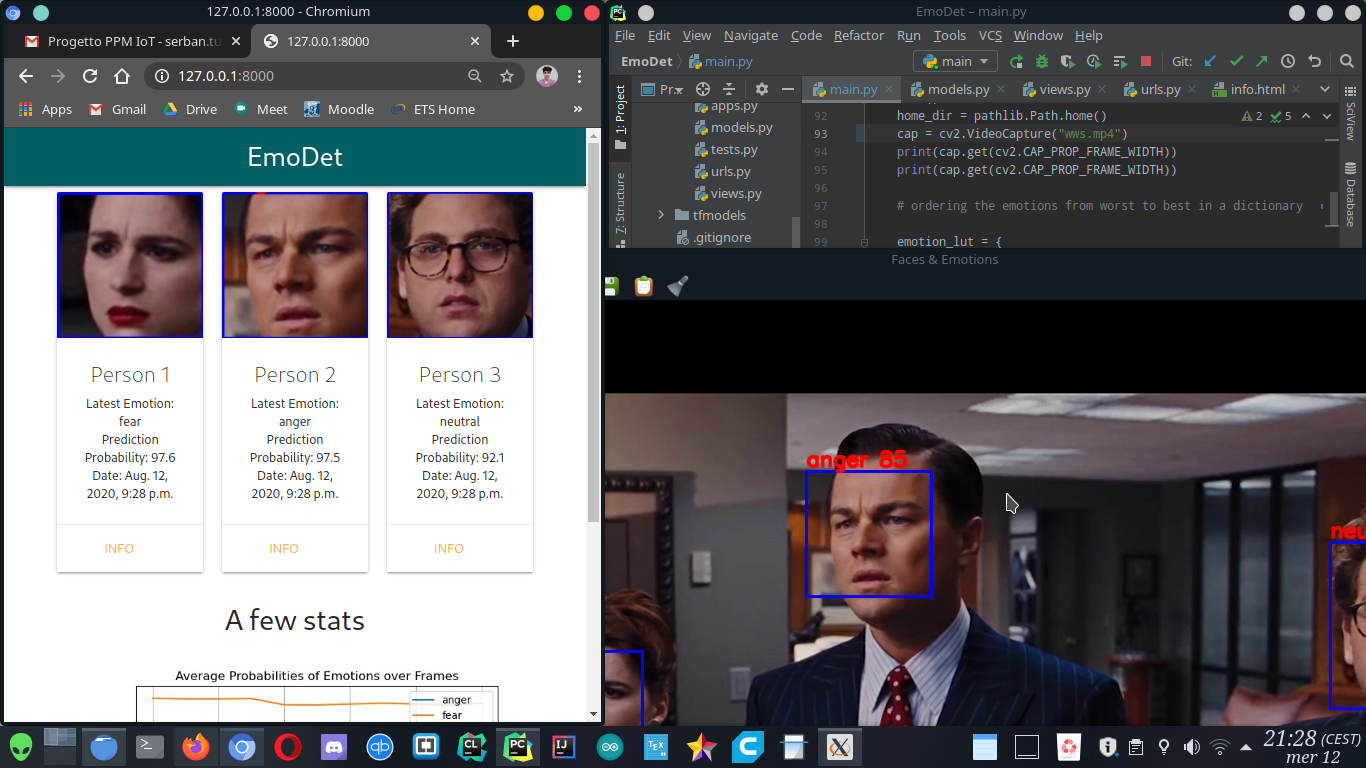 127.0.0.1:8000 - Chromium
Progetto PPM IoT - serban.tu
127.0.0.1:8000
127.0.0.1:8000
Apps
Gmail
Drive
Meet
Moodle
ETS Home
»
EmoDet
Person 1
Latest Emotion:
fear
Prediction
Probability: 97.6
Date: Aug. 12,
2020, 9:28 p.m.
INFO
Person 2
Latest Emotion:
anger
Prediction
Probability: 97.5
Date: Aug. 12,
2020, 9:28 p.m.
INFO
Person 3
Latest Emotion:
neutral
Prediction
Probability: 92.1
Date: Aug. 12,
2020, 9:28 p.m.
INFO
A few stats
Average Probabilities of Emotions over Frames
anger
fear
EmoDet – main.py
File Edit View Navigate Code Refactor Run Tools VCS Window Help
EmoDet main.py
main
Git:
1: Project
7: Structure
Pr...
main.py
models.py
views.py
urls.py
info.html
apps.py
models.py
tests.py
urls.py
views.py
tfmodels
.gitignore
92 home_dir = pathlib.Path.home()
93 cap = cv2.VideoCapture("wws.mp4")
94 print(cap.get(cv2.CAP_PROP_FRAME_WIDTH))
95 print(cap.get(cv2.CAP_PROP_FRAME_WIDTH))
96
97 # ordering the emotions from worst to best in a dictionary
98
99 emotion_lut = {
2 5
SciView
Database
Faces & Emotions
anger 85
neu
21:28 (CEST)
mer 12